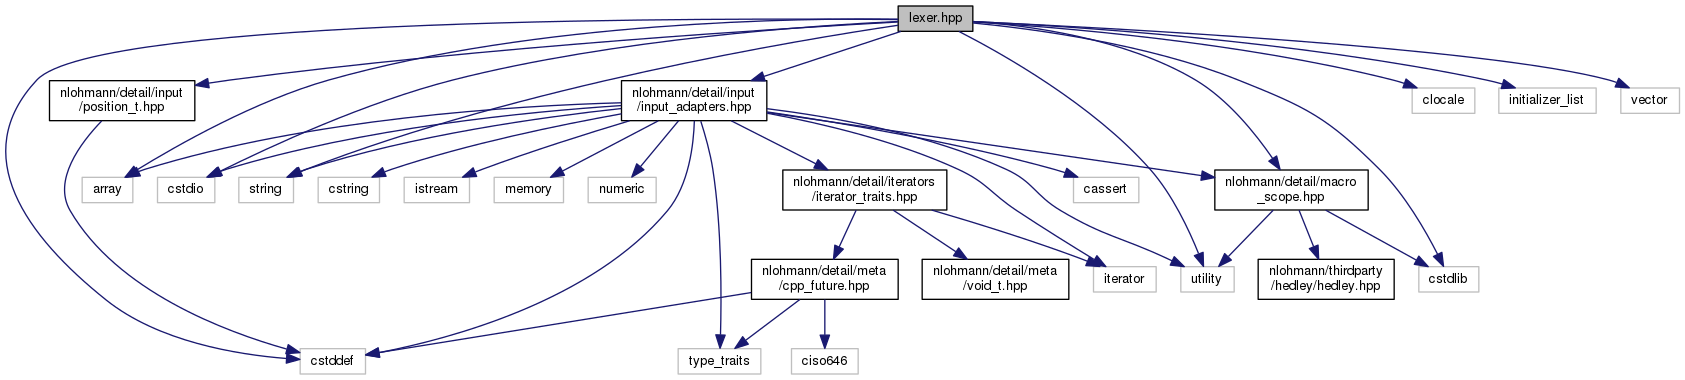 lexer.hpp
nlohmann/detail/input
/position_t.hpp
nlohmann/detail/input
/input_adapters.hpp
clocale
initializer_list
vector
array
cstdio
string
cstring
istream
memory
numeric
nlohmann/detail/iterators
/iterator_traits.hpp
cassert
nlohmann/detail/macro
_scope.hpp
nlohmann/detail/meta
/cpp_future.hpp
nlohmann/detail/meta
/void_t.hpp
iterator
utility
nlohmann/thirdparty
/hedley/hedley.hpp
cstdlib
cstddef
type_traits
ciso646